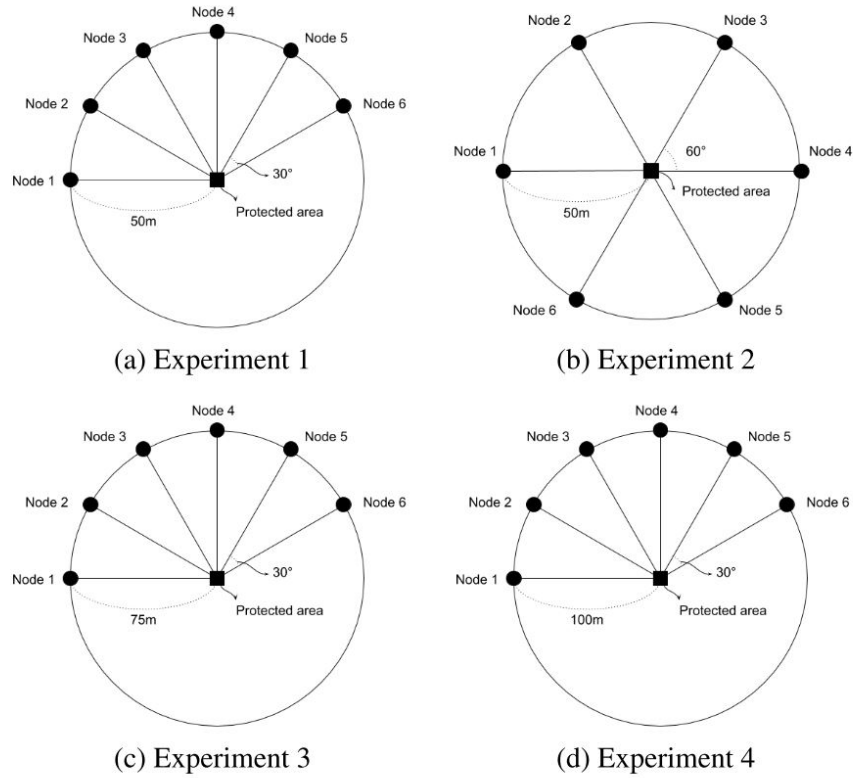 Node 4
Node 3
Node 5
Node 2
Node 6
Node 1
30°
Protected area
50m
(a) Experiment 1
Node 2
Node 3
Node 1
60°
Node 4
Protected area
50m
Node 6
Node 5
(b) Experiment 2
Node 4
Node 3
Node 5
Node 2
Node 6
Node 1
30°
Protected area
75m
(c) Experiment 3
Node 4
Node 3
Node 5
Node 2
Node 6
Node 1
30°
Protected area
100m
(d) Experiment 4